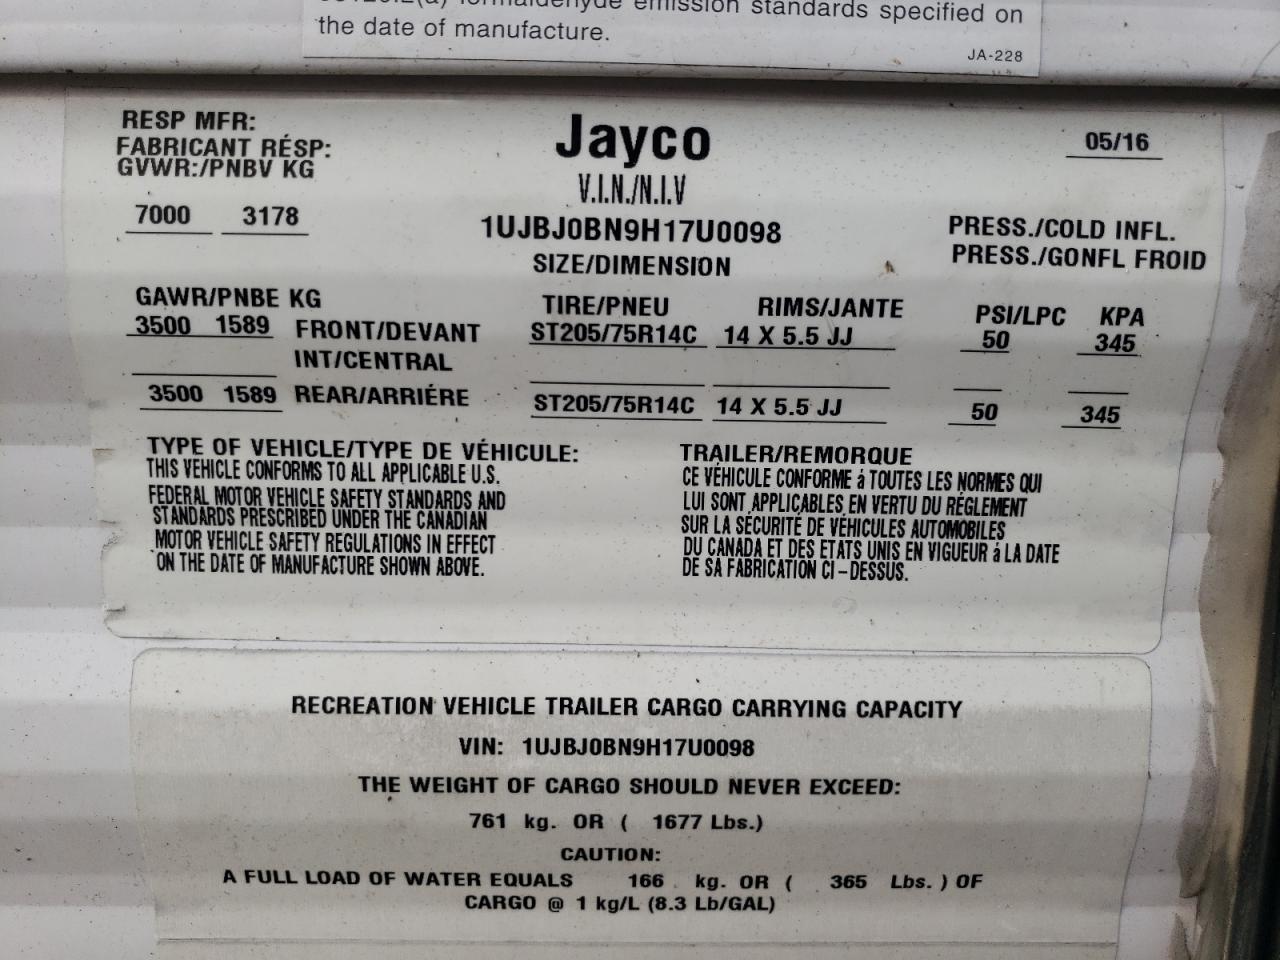 formaldehyde emission standards specified on
the date of manufacture.
JA-228
RESP MFR:
FABRICANT RÉSP:
GVWR:/PNBV KG
Jayco
05/16
V.I.N./N.I.V
7000 3178
1UJBJ0BN9H17U0098
PRESS./COLD INFL.
PRESS./GONFL FROID
SIZE/DIMENSION
GAWR/PNBE KG TIRE/PNEU RIMS/JANTE PSI/LPC KPA
3500 1589 FRONT/DEVANT ST205/75R14C 14 X 5.5 JJ 50 345
INT/CENTRAL
3500 1589 REAR/ARRIÉRE ST205/75R14C 14 X 5.5 JJ 50 345
TYPE OF VEHICLE/TYPE DE VÉHICULE:
THIS VEHICLE CONFORMS TO ALL APPLICABLE U.S.
FEDERAL MOTOR VEHICLE SAFETY STANDARDS AND
STANDARDS PRESCRIBED UNDER THE CANADIAN
MOTOR VEHICLE SAFETY REGULATIONS IN EFFECT
ON THE DATE OF MANUFACTURE SHOWN ABOVE.
TRAILER/REMORQUE
CE VÉHICULE CONFORME á TOUTES LES NORMES QUI
LUI SONT APPLICABLES EN VERTU DU RÉGLEMENT
SUR LA SÉCURITÉ DE VÉHICULES AUTOMOBILES
DU CANADA ET DES ETATS UNIS EN VIGUEUR á LA DATE
DE SA FABRICATION CI-DESSUS.
RECREATION VEHICLE TRAILER CARGO CARRYING CAPACITY
VIN: 1UJBJ0BN9H17U0098
THE WEIGHT OF CARGO SHOULD NEVER EXCEED:
761 kg. OR ( 1677 Lbs.)
CAUTION:
A FULL LOAD OF WATER EQUALS 166 kg. OR ( 365 Lbs. ) OF
CARGO @ 1 kg/L (8.3 Lb/GAL)